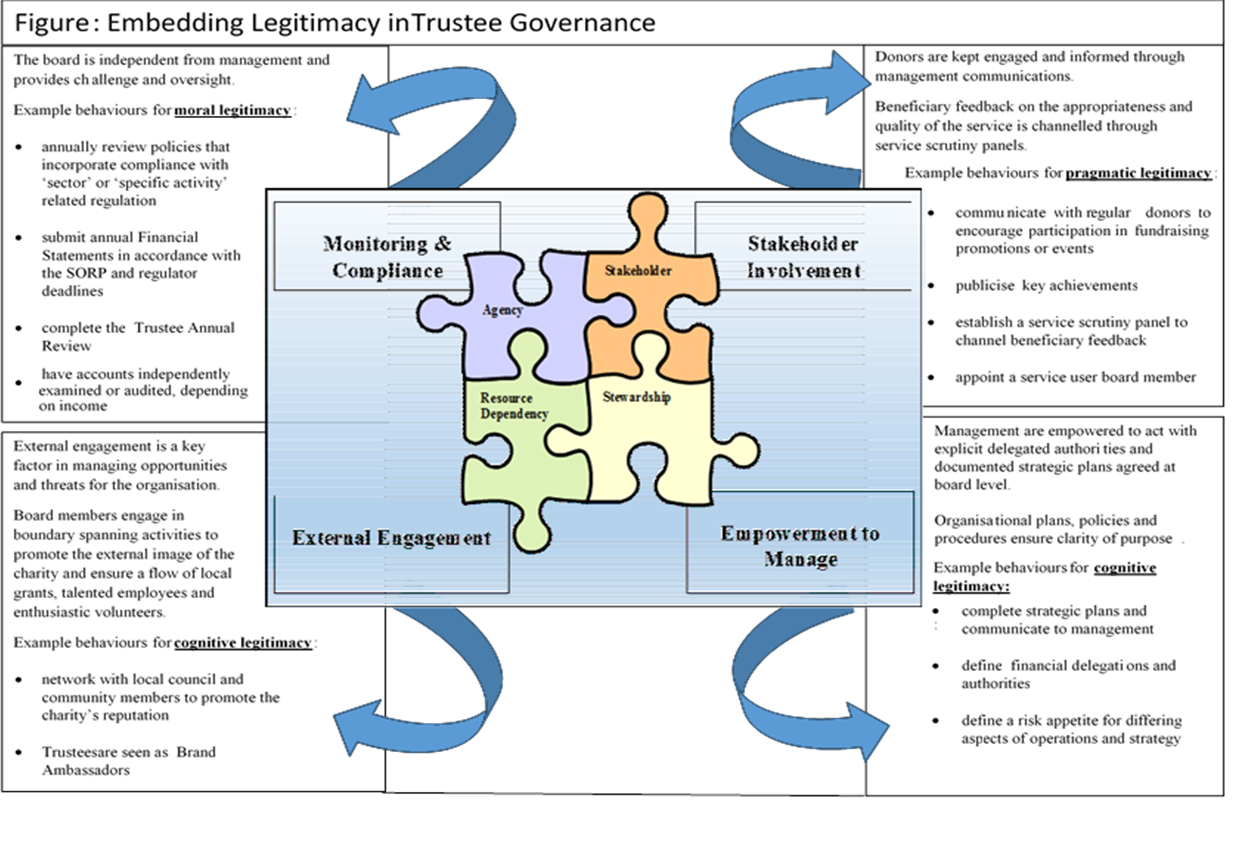 Figure: Embedding Legitimacy inTrustee Governance
The board is independent from management and
provides challenge and oversight.
Example behaviours for moral legitimacy:
• annually review policies that
incorporate compliance with
‘sector’ or ‘specific activity’
related regulation
• submit annual Financial
Statements in accordance with
the SORP and regulator
deadlines
• complete the Trustee Annual
Review
• have accounts independently
examined or audited, depending
on income
Donors are kept engaged and informed through
management communications.
Beneficiary feedback on the appropriateness and
quality of the service is channelled through
service scrutiny panels.
Example behaviours for pragmatic legitimacy:
• communicate with regular donors to
encourage participation in fundraising
promotions or events
• publicise key achievements
• establish a service scrutiny panel to
channel beneficiary feedback
• appoint a service user board member
Monitoring &
Compliance
Stakeholder
Involvement
Agency
Stakeholder
Resource
Dependency
Stewardship
External Engagement
Empowerment to
Manage
External engagement is a key
factor in managing opportunities
and threats for the organisation.
Board members engage in
boundary spanning activities to
promote the external image of the
charity and ensure a flow of local
grants, talented employees and
enthusiastic volunteers.
Example behaviours for cognitive legitimacy:
• network with local council and
community members to promote the
charity’s reputation
• Trusteesare seen as Brand
Ambassadors
Management are empowered to act with
explicit delegated authorities and
documented strategic plans agreed at
board level.
Organisational plans, policies and
procedures ensure clarity of purpose .
Example behaviours for cognitive
legitimacy:
• complete strategic plans and
: communicate to management
• define financial delegations and
authorities
• define a risk appetite for differing
aspects of operations and strategy